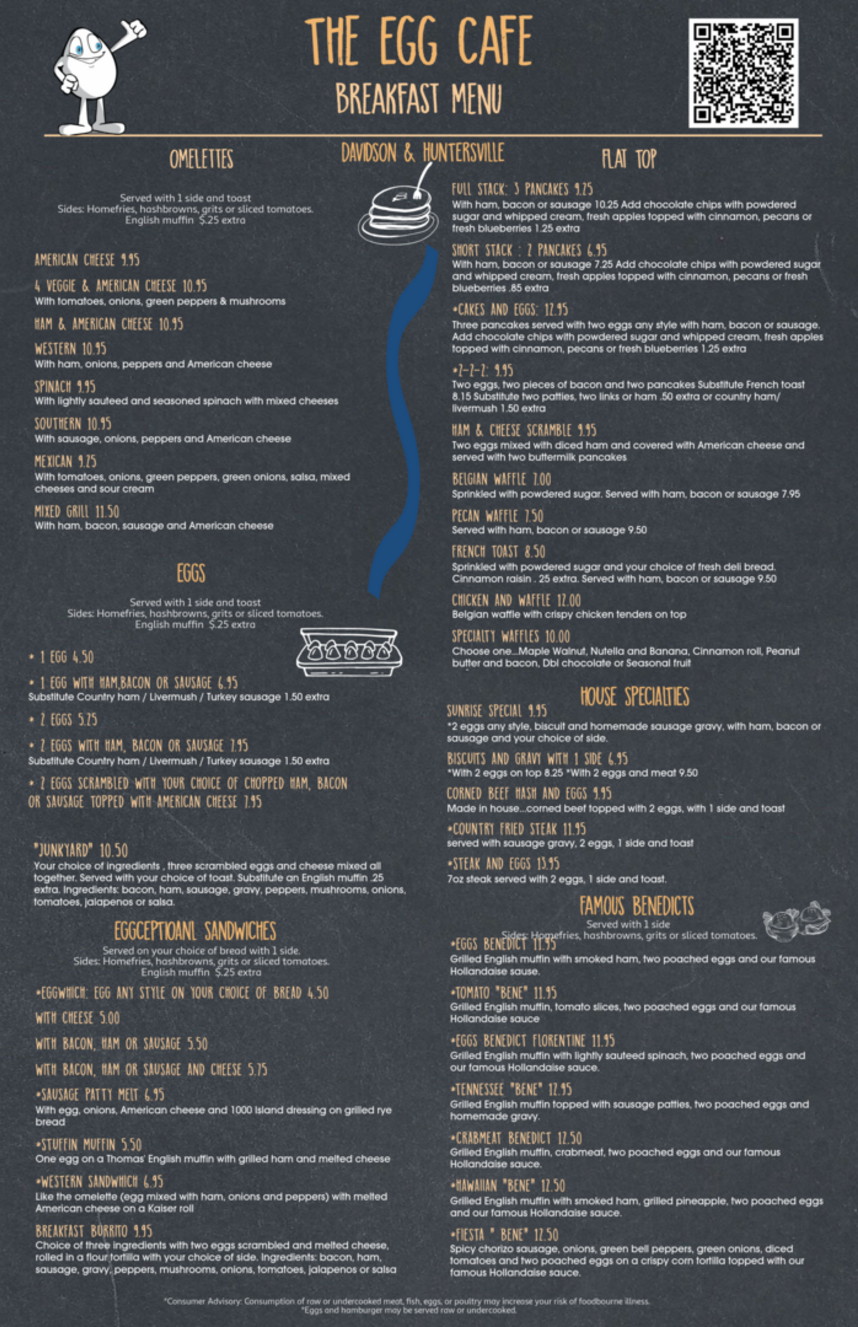 THE EGG CAFE
BREAKFAST MENU
DAVIDSON & HUNTERSVILLE
OMELETTES
Served with 1 side and toast
Sides: Homefries, hashbrowns, grits or sliced tomatoes.
English muffin $.25 extra
AMERICAN CHEESE 9.95
4 VEGGIE & AMERICAN CHEESE 10.95
With tomatoes, onions, green peppers & mushrooms
HAM & AMERICAN CHEESE 10.95
WESTERN 10.95
With ham, onions, peppers and American cheese
SPINACH 9.95
With lightly sauteed and seasoned spinach with mixed cheeses
SOUTHERN 10.95
With sausage, onions, peppers and American cheese
MEXICAN 9.25
With tomatoes, onions, green peppers, green onions, salsa, mixed
cheeses and sour cream
MIXED GRILL 11.50
With ham, bacon, sausage and American cheese
EGGS
Served with 1 side and toast
Sides: Homefries, hashbrowns, grits or sliced tomatoes.
English muffin $.25 extra
* 1 EGG 4.50
* 1 EGG WITH HAM,BACON OR SAUSAGE 6.95
Substitute Country ham / Livermush / Turkey sausage 1.50 extra
* 2 EGGS 5.25
* 2 EGGS WITH HAM, BACON OR SAUSAGE 7.95
Substitute Country ham / Livermush / Turkey sausage 1.50 extra
* 2 EGGS SCRAMBLED WITH YOUR CHOICE OF CHOPPED HAM, BACON
OR SAUSAGE TOPPED WITH AMERICAN CHEESE 7.95
"JUNKYARD" 10.50
Your choice of ingredients , three scrambled eggs and cheese mixed all
together. Served with your choice of toast. Substitute an English muffin .25
extra. Ingredients: bacon, ham, sausage, gravy, peppers, mushrooms, onions,
tomatoes, jalapenos or salsa.
EGGCEPTIOANL SANDWICHES
Served on your choice of bread with 1 side.
Sides: Homefries, hashbrowns, grits or sliced tomatoes.
English muffin $.25 extra
*EGGWHICH: EGG ANY STYLE ON YOUR CHOICE OF BREAD 4.50
WITH CHEESE 5.00
WITH BACON, HAM OR SAUSAGE 5.50
WITH BACON, HAM OR SAUSAGE AND CHEESE 5.75
*SAUSAGE PATTY MELT 6.95
With egg, onions, American cheese and 1000 Island dressing on grilled rye
bread
*STUFFIN MUFFIN 5.50
One egg on a Thomas' English muffin with grilled ham and melted cheese
*WESTERN SANDWHICH 6.95
Like the omelette (egg mixed with ham, onions and peppers) with melted
American cheese on a Kaiser roll
BREAKFAST BURRITO 9.95
Choice of three ingredients with two eggs scrambled and melted cheese,
rolled in a flour tortilla with your choice of side. Ingredients: bacon, ham,
sausage, gravy, peppers, mushrooms, onions, tomatoes, jalapenos or salsa
FLAT TOP
FULL STACK: 3 PANCAKES 9.25
With ham, bacon or sausage 10.25 Add chocolate chips with powdered
sugar and whipped cream, fresh apples topped with cinnamon, pecans or
fresh blueberries 1.25 extra
SHORT STACK : 2 PANCAKES 6.95
With ham, bacon or sausage 7.25 Add chocolate chips with powdered sugar
and whipped cream, fresh apples topped with cinnamon, pecans or fresh
blueberries .85 extra
*CAKES AND EGGS: 12.95
Three pancakes served with two eggs any style with ham, bacon or sausage.
Add chocolate chips with powdered sugar and whipped cream, fresh apples
topped with cinnamon, pecans or fresh blueberries 1.25 extra
*2-2-2: 9.95
Two eggs, two pieces of bacon and two pancakes Substitute French toast
8.15 Substitute two patties, two links or ham .50 extra or country ham/
livermush 1.50 extra
HAM & CHEESE SCRAMBLE 9.95
Two eggs mixed with diced ham and covered with American cheese and
served with two buttermilk pancakes
BELGIAN WAFFLE 7.00
Sprinkled with powdered sugar. Served with ham, bacon or sausage 7.95
PECAN WAFFLE 7.50
Served with ham, bacon or sausage 9.50
FRENCH TOAST 8.50
Sprinkled with powdered sugar and your choice of fresh deli bread.
Cinnamon raisin . 25 extra. Served with ham, bacon or sausage 9.50
CHICKEN AND WAFFLE 12.00
Belgian waffle with crispy chicken tenders on top
SPECIALTY WAFFLES 10.00
Choose one...Maple Walnut, Nutella and Banana, Cinnamon roll, Peanut
butter and bacon, Dbl chocolate or Seasonal fruit
HOUSE SPECIALTIES
SUNRISE SPECIAL 9.95
*2 eggs any style, biscuit and homemade sausage gravy, with ham, bacon or
sausage and your choice of side.
BISCUITS AND GRAVY WITH 1 SIDE 6.95
*With 2 eggs on top 8.25 *With 2 eggs and meat 9.50
CORNED BEEF HASH AND EGGS 9.95
Made in house...corned beef topped with 2 eggs, with 1 side and toast
*COUNTRY FRIED STEAK 11.95
served with sausage gravy, 2 eggs, 1 side and toast
*STEAK AND EGGS 13.95
7oz steak served with 2 eggs, 1 side and toast.
FAMOUS BENEDICTS
Served with 1 side
Sides: Homefries, hashbrowns, grits or sliced tomatoes.
*EGGS BENEDICT 11.95
Grilled English muffin with smoked ham, two poached eggs and our famous
Hollandaise sause.
*TOMATO "BENE" 11.95
Grilled English muffin, tomato slices, two poached eggs and our famous
Hollandaise sauce
*EGGS BENEDICT FLORENTINE 11.95
Grilled English muffin with lightly sauteed spinach, two poached eggs and
our famous Hollandaise sauce.
*TENNESSEE "BENE" 12.95
Grilled English muffin topped with sausage patties, two poached eggs and
homemade gravy.
*CRABMEAT BENEDICT 12.50
Grilled English muffin, crabmeat, two poached eggs and our famous
Hollandaise sauce.
*HAWAIIAN "BENE" 12.50
Grilled English muffin with smoked ham, grilled pineapple, two poached eggs
and our famous Hollandaise sauce.
*FIESTA " BENE" 12.50
Spicy chorizo sausage, onions, green bell peppers, green onions, diced
tomatoes and two poached eggs on a crispy corn tortilla topped with our
famous Hollandaise sauce.
*Consumer Advisory: Consumption of raw or undercooked meat, fish, eggs, or poultry may increase your risk of foodbourne illness.
*Eggs and hamburger may be served raw or undercooked.